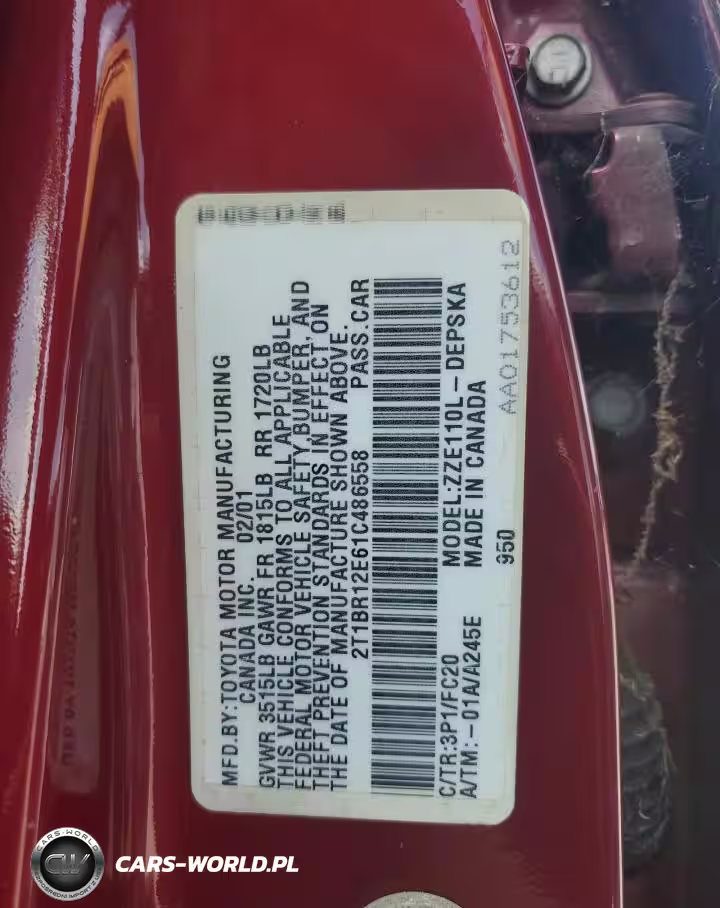 MFD.BY:TOYOTA MOTOR MANUFACTURING
CANADA INC. 02/01
GVWR 3515LB GAWR FR 1815LB RR 1720LB
THIS VEHICLE CONFORMS TO ALL APPLICABLE
FEDERAL MOTOR VEHICLE SAFETY,BUMPER, AND
THEFT PREVENTION STANDARDS IN EFFECT ON
THE DATE OF MANUFACTURE SHOWN ABOVE.
2T1BR12E61C486558 PASS.CAR
C/TR:3P1/FC20 MODEL:ZZE110L-DEPSKA
A/TM:-01A/A245E MADE IN CANADA
950
AA01753612
CARS-WORLD
CW
CARS-WORLD.PL